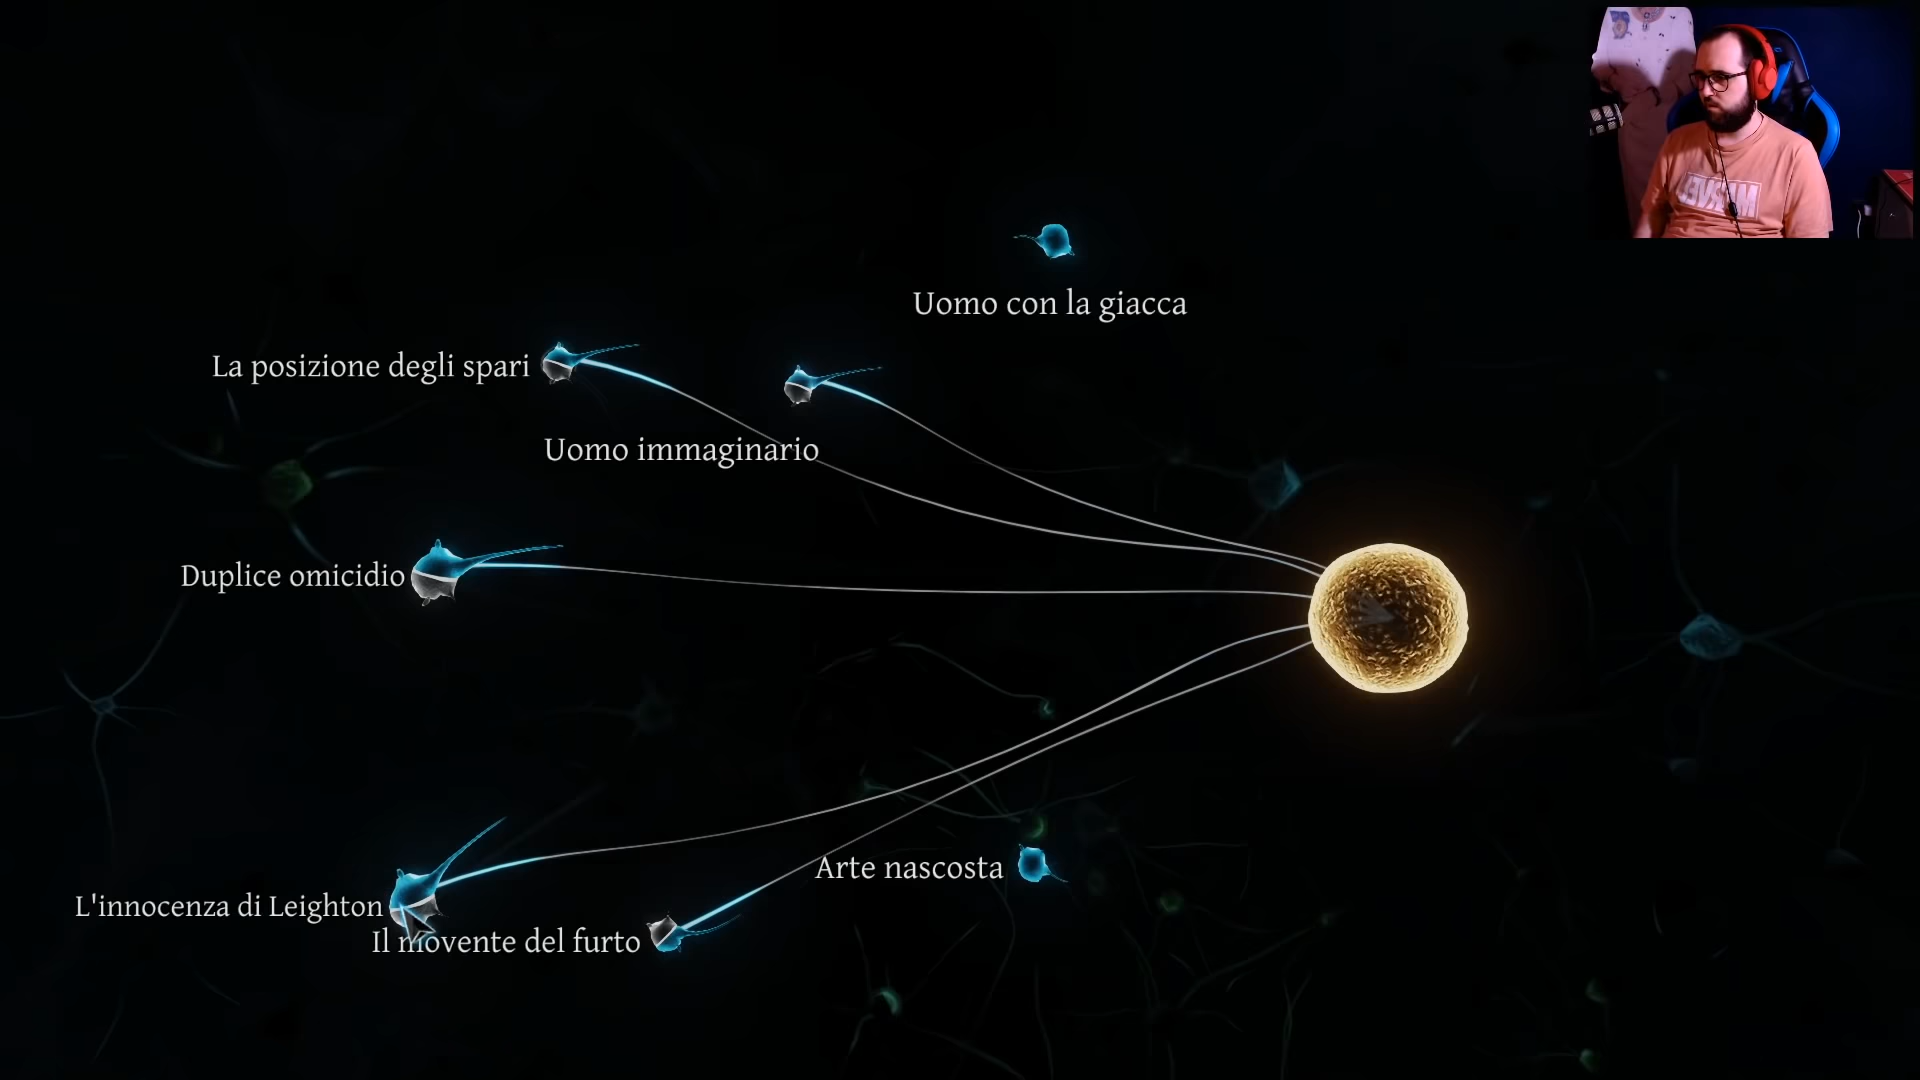 Uomo con la giacca
La posizione degli spari
Uomo immaginario
Duplice omicidio
Arte nascosta
L'innocenza di Leighton
Il movente del furto